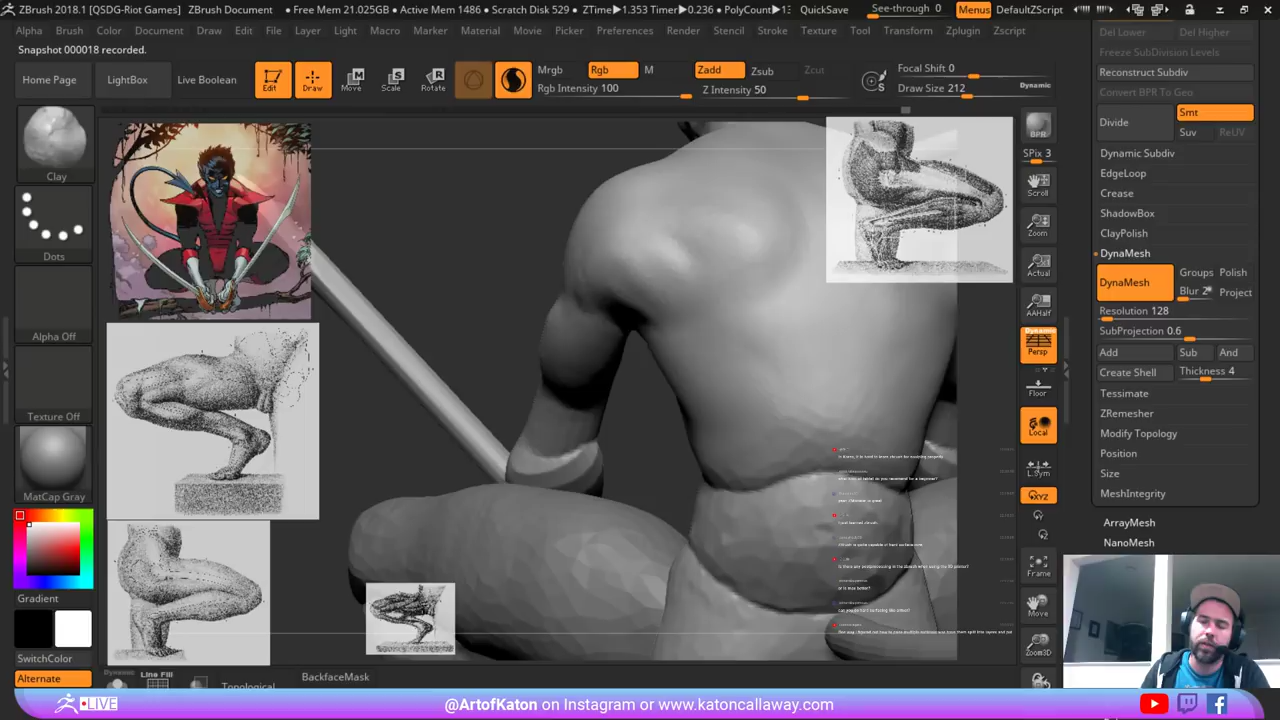 ZBrush 2018.1 [QSDG-Riot Games]   ZBrush Document   • Free Mem 21.025GB • Active Mem 1486 • Scratch Disk 529 • ZTime▶1.353 Timer▶0.236 • PolyCount▶1   QuickSave   See-through 0   Menus   DefaultZScript
Alpha Brush Color Document Draw Edit File Layer Light Macro Marker Material Movie Picker Preferences Render Stencil Stroke Texture Tool Transform Zplugin Zscript
Snapshot 000018 recorded.
Home Page LightBox Live Boolean Edit Draw Move Scale Rotate
Mrgb Rgb M Zadd Zsub Zcut
Rgb Intensity 100 Z Intensity 50
Focal Shift 0
Draw Size 212 Dynamic
Clay
Dots
Alpha Off
Texture Off
MatCap Gray
Gradient
SwitchColor
Alternate
Dynamic
Line Fill
Topological
BackfaceMask
BPR
SPix 3
Scroll
Zoom
Actual
AAHalf
Dynamic
Persp
Floor
Local
L.Sym
XYZ
Frame
Move
Zoom3D
Del Lower Del Higher
Freeze SubDivision Levels
Reconstruct Subdiv
Convert BPR To Geo
Divide Smt
Suv ReUV
Dynamic Subdiv
EdgeLoop
Crease
ShadowBox
ClayPolish
DynaMesh
DynaMesh Groups Polish
Blur 2 Project
Resolution 128
SubProjection 0.6
Add Sub And
Create Shell Thickness 4
Tessimate
ZRemesher
Modify Topology
Position
Size
MeshIntegrity
ArrayMesh
NanoMesh
LIVE
@ArtofKaton on Instagram or www.katoncallaway.com